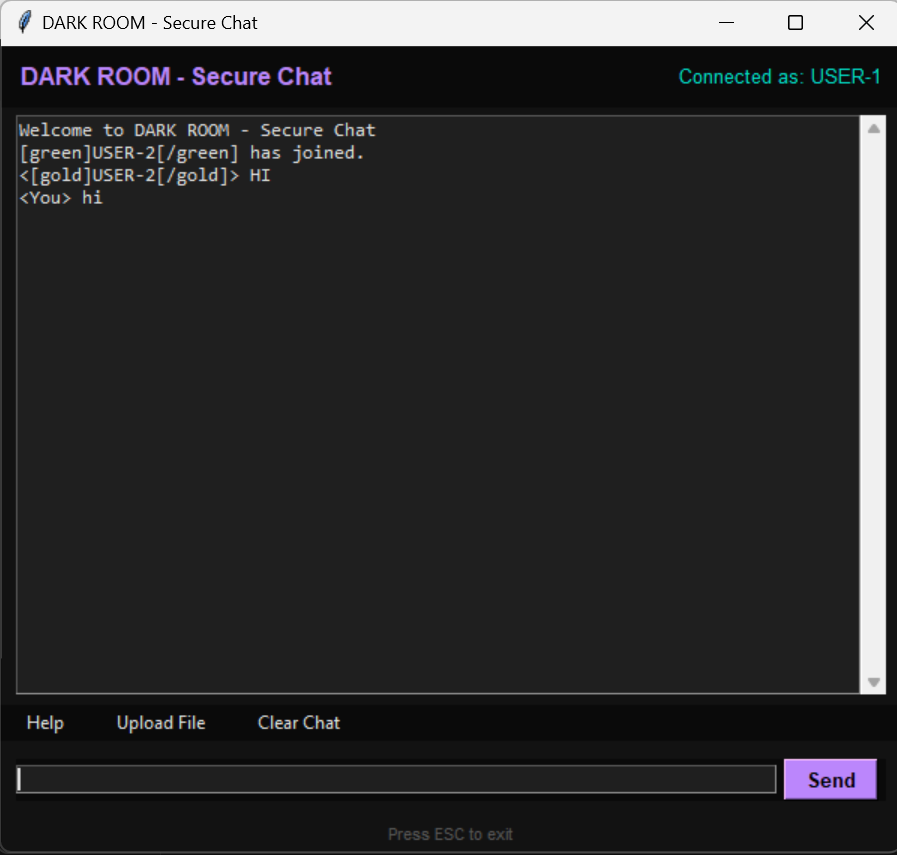 DARK ROOM - Secure Chat
DARK ROOM - Secure Chat
Connected as: USER-1
Welcome to DARK ROOM - Secure Chat
[green]USER-2[/green] has joined.
<[gold]USER-2[/gold]> HI
<You> hi
Help
Upload File
Clear Chat
Send
Press ESC to exit